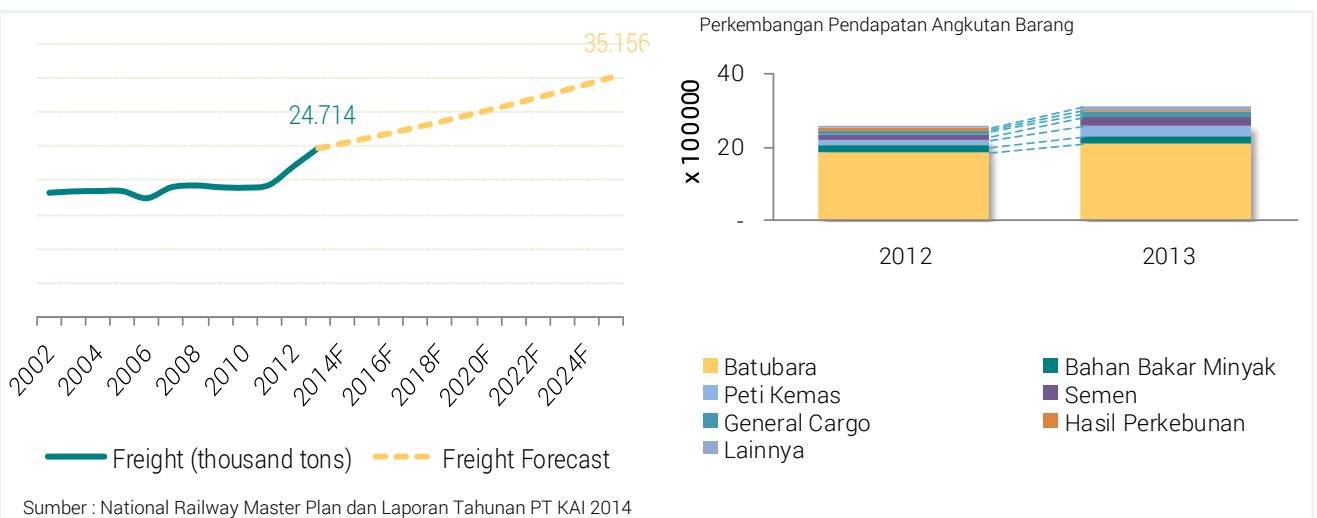 35.156
24.714
2002
2004
2006
2008
2010
2012
2014F
2016F
2018F
2020F
2022F
2024F
Freight (thousand tons)
Freight Forecast
Sumber : National Railway Master Plan dan Laporan Tahunan PT KAI 2014
Perkembangan Pendapatan Angkutan Barang
x 100000
40
20
-
2012
2013
Batubara
Bahan Bakar Minyak
Peti Kemas
Semen
General Cargo
Hasil Perkebunan
Lainnya